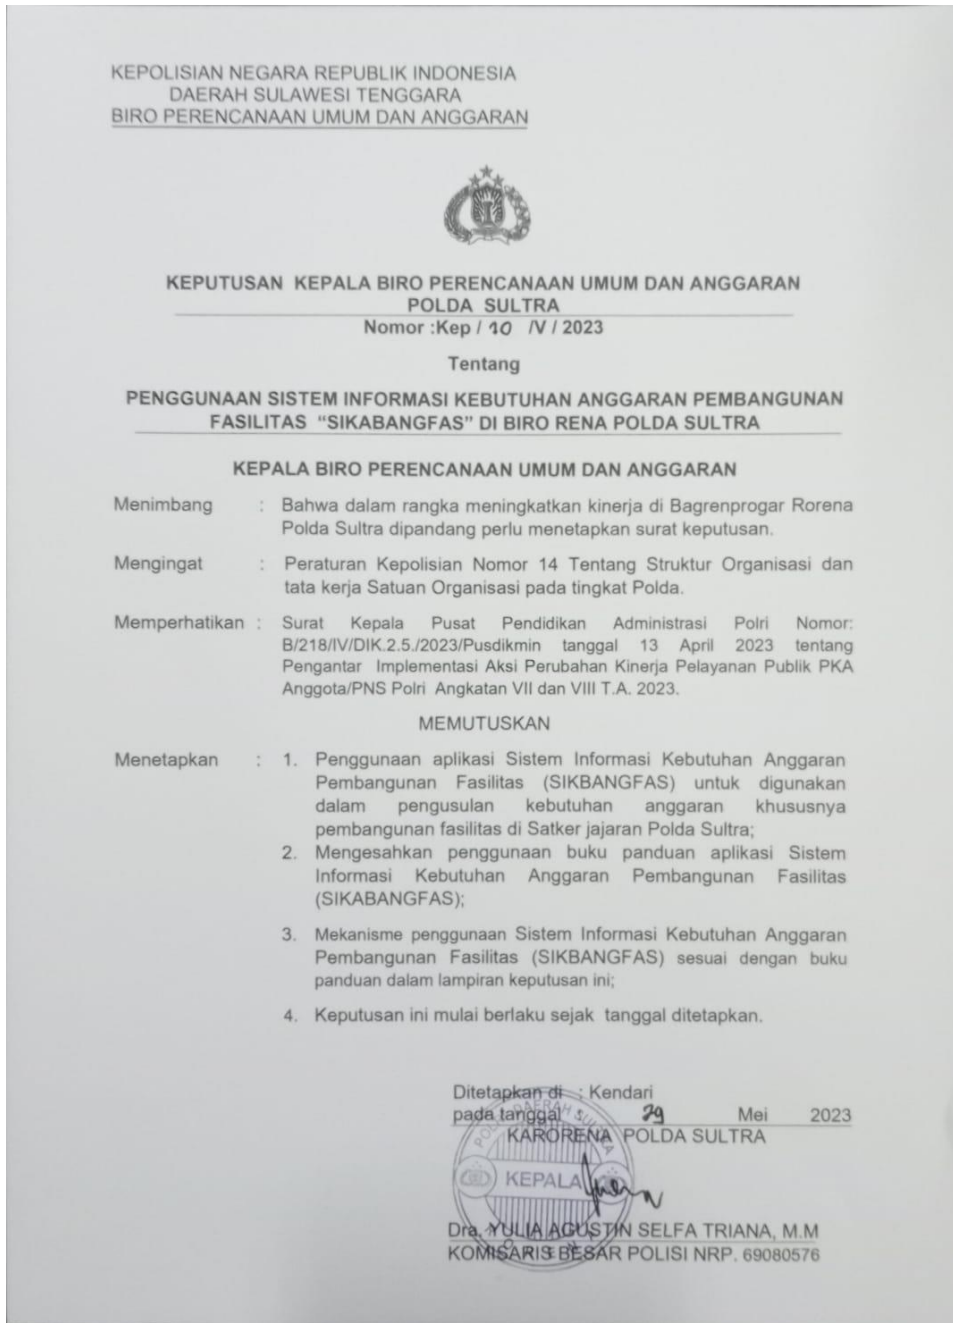 KEPOLISIAN NEGARA REPUBLIK INDONESIA
DAERAH SULAWESI TENGGARA
BIRO PERENCANAAN UMUM DAN ANGGARAN
KEPUTUSAN KEPALA BIRO PERENCANAAN UMUM DAN ANGGARAN
POLDA SULTRA
Nomor :Kep / 10 /V / 2023
Tentang
PENGGUNAAN SISTEM INFORMASI KEBUTUHAN ANGGARAN PEMBANGUNAN
FASILITAS “SIKABANGFAS” DI BIRO RENA POLDA SULTRA
KEPALA BIRO PERENCANAAN UMUM DAN ANGGARAN
Menimbang : Bahwa dalam rangka meningkatkan kinerja di Bagrenprogar Rorena
Polda Sultra dipandang perlu menetapkan surat keputusan.
Mengingat : Peraturan Kepolisian Nomor 14 Tentang Struktur Organisasi dan
tata kerja Satuan Organisasi pada tingkat Polda.
Memperhatikan : Surat Kepala Pusat Pendidikan Administrasi Polri Nomor:
B/218/IV/DIK.2.5./2023/Pusdikmin tanggal 13 April 2023 tentang
Pengantar Implementasi Aksi Perubahan Kinerja Pelayanan Publik PKA
Anggota/PNS Polri Angkatan VII dan VIII T.A. 2023.
MEMUTUSKAN
Menetapkan : 1. Penggunaan aplikasi Sistem Informasi Kebutuhan Anggaran
Pembangunan Fasilitas (SIKBANGFAS) untuk digunakan
dalam pengusulan kebutuhan anggaran khususnya
pembangunan fasilitas di Satker jajaran Polda Sultra;
2. Mengesahkan penggunaan buku panduan aplikasi Sistem
Informasi Kebutuhan Anggaran Pembangunan Fasilitas
(SIKABANGFAS);
3. Mekanisme penggunaan Sistem Informasi Kebutuhan Anggaran
Pembangunan Fasilitas (SIKBANGFAS) sesuai dengan buku
panduan dalam lampiran keputusan ini;
4. Keputusan ini mulai berlaku sejak tanggal ditetapkan.
Ditetapkan di : Kendari
pada tanggal : 29 Mei 2023
KARORENA POLDA SULTRA
KEPALA
Dra. YULIA AGUSTIN SELFA TRIANA, M.M
KOMISARIS BESAR POLISI NRP. 69080576